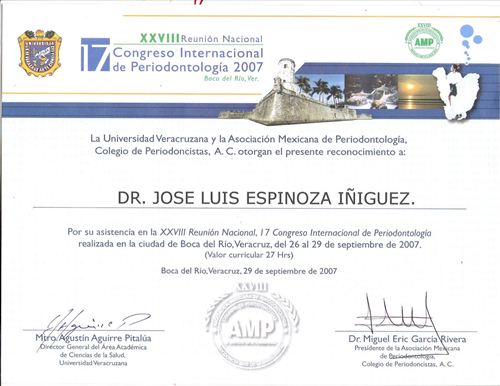 XXVIII Reunión Nacional
17 Congreso Internacional
de Periodontología 2007
Boca del Río, Ver.
XXVIII
AMP
La Universidad Veracruzana y la Asociación Mexicana de Periodontología,
Colegio de Periodoncistas, A. C. otorgan el presente reconocimiento a:
DR. JOSE LUIS ESPINOZA IÑIGUEZ.
Por su asistencia en la XXVIII Reunión Nacional, 17 Congreso Internacional de Periodontología
realizada en la ciudad de Boca del Río, Veracruz, del 26 al 29 de septiembre de 2007.
(Valor curricular 27 Hrs)
Boca del Río, Veracruz, 29 de septiembre de 2007
XXVIII
AMP
Mtro. Agustín Aguirre Pitalúa
Director General del Área Académica
de Ciencias de la Salud,
Universidad Veracruzana
Dr. Miguel Eric García Rivera
Presidente de la Asociación Mexicana
de Periodontología,
Colegio de Periodoncistas, A. C.